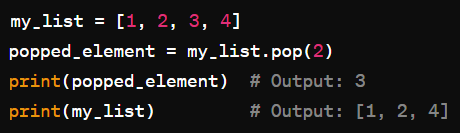 my_list = [1, 2, 3, 4]
popped_element = my_list.pop(2)
print(popped_element)  # Output: 3
print(my_list)         # Output: [1, 2, 4]